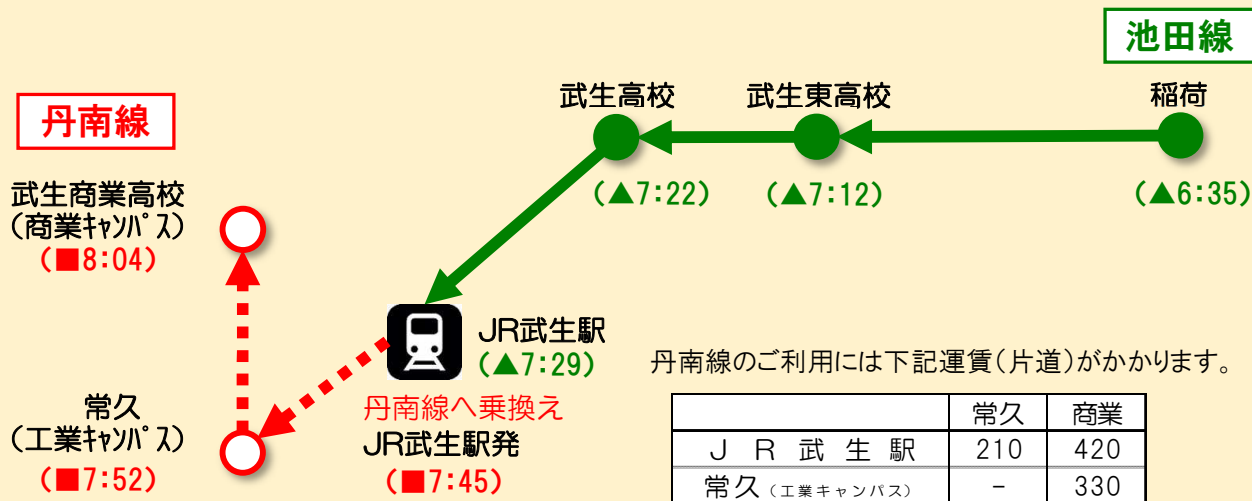 池田線
丹南線
武生高校
武生東高校
稲荷
(▲7:22)
(▲7:12)
(▲6:35)
武生商業高校
(商業ｷｬﾝﾊﾟｽ)
(■8:04)
JR武生駅
(▲7:29)
丹南線へ乗換え
JR武生駅発
(■7:45)
常久
(工業ｷｬﾝﾊﾟｽ)
(■7:52)
丹南線のご利用には下記運賃(片道)がかかります。
常久 商業
JR武生駅 210 420
常久(工業キャンパス) － 330